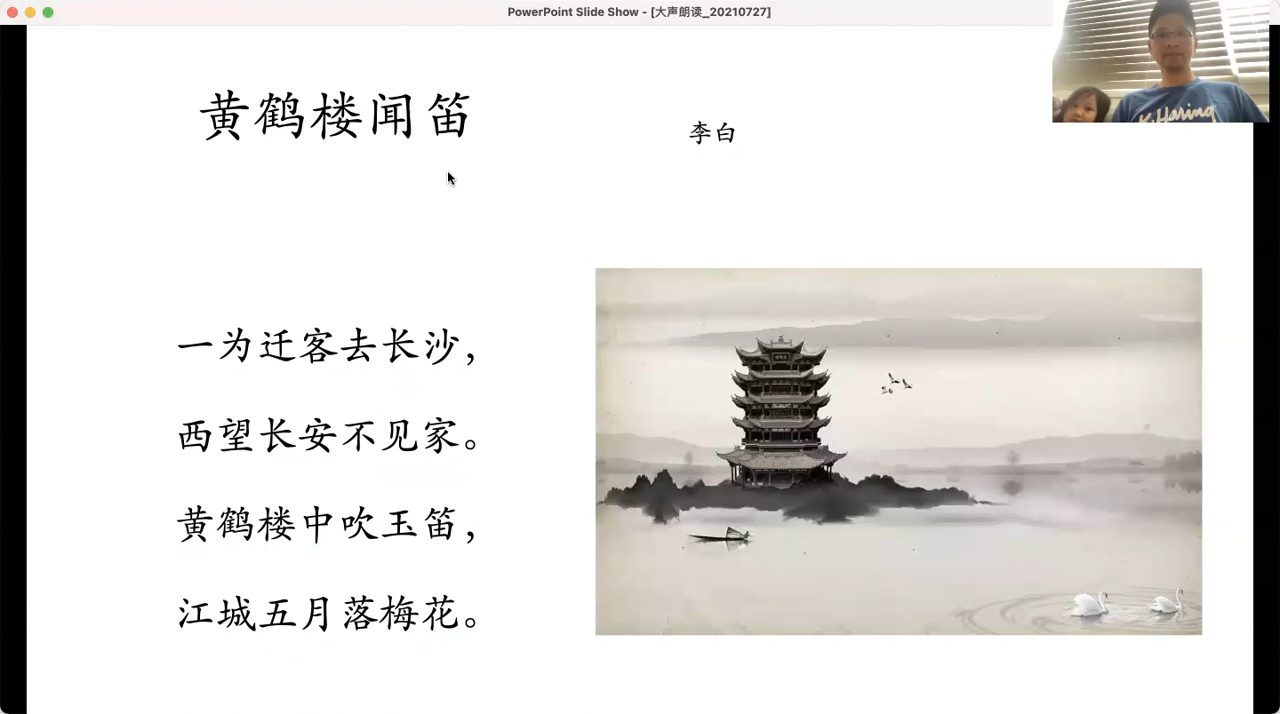 PowerPoint Slide Show - [大声朗读_20210727]
黄鹤楼闻笛
李白
一为迁客去长沙，
西望长安不见家。
黄鹤楼中吹玉笛，
江城五月落梅花。